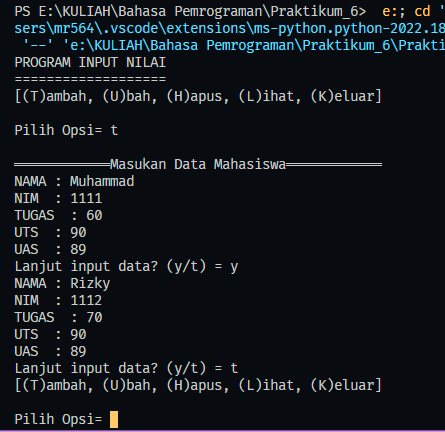 PS E:\KULIAH\Bahasa Pemrograman\Praktikum_6>  e:; cd '
sers\mr564\.vscode\extensions\ms-python.python-2022.18
 '--' 'e:\KULIAH\Bahasa Pemrograman\Praktikum_6\Prakti
PROGRAM INPUT NILAI
===================
[(T)ambah, (U)bah, (H)apus, (L)ihat, (K)eluar]
Pilih Opsi= t
============Masukan Data Mahasiswa============
NAMA : Muhammad
NIM  : 1111
TUGAS  : 60
UTS  : 90
UAS  : 89
Lanjut input data? (y/t) = y
NAMA : Rizky
NIM  : 1112
TUGAS  : 70
UTS  : 90
UAS  : 89
Lanjut input data? (y/t) = t
[(T)ambah, (U)bah, (H)apus, (L)ihat, (K)eluar]
Pilih Opsi=